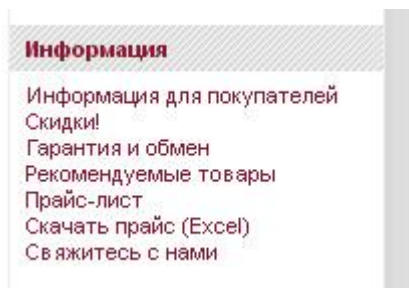 Информация
Информация для покупателей
Скидки!
Гарантия и обмен
Рекомендуемые товары
Прайс-лист
Скачать прайс (Excel)
Свяжитесь с нами